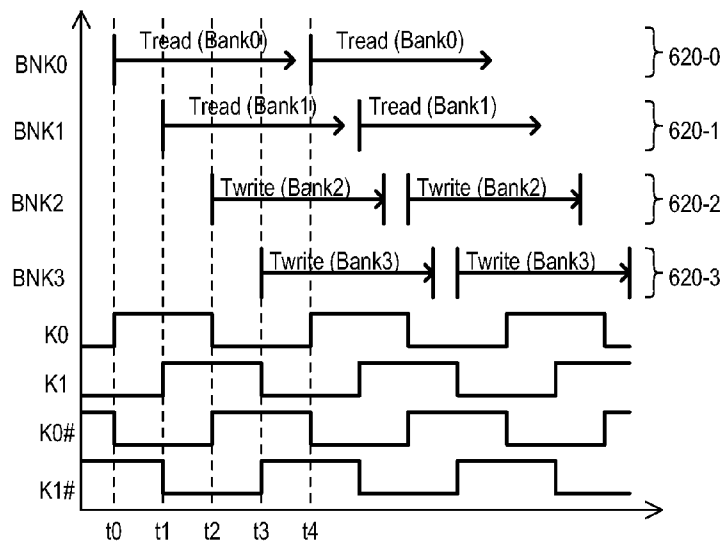 BNK0 Tread (Bank0) Tread (Bank0) 620-0
BNK1 Tread (Bank1) Tread (Bank1) 620-1
BNK2 Twrite (Bank2) Twrite (Bank2) 620-2
BNK3 Twrite (Bank3) Twrite (Bank3) 620-3
K0
K1
K0#
K1#
t0 t1 t2 t3 t4